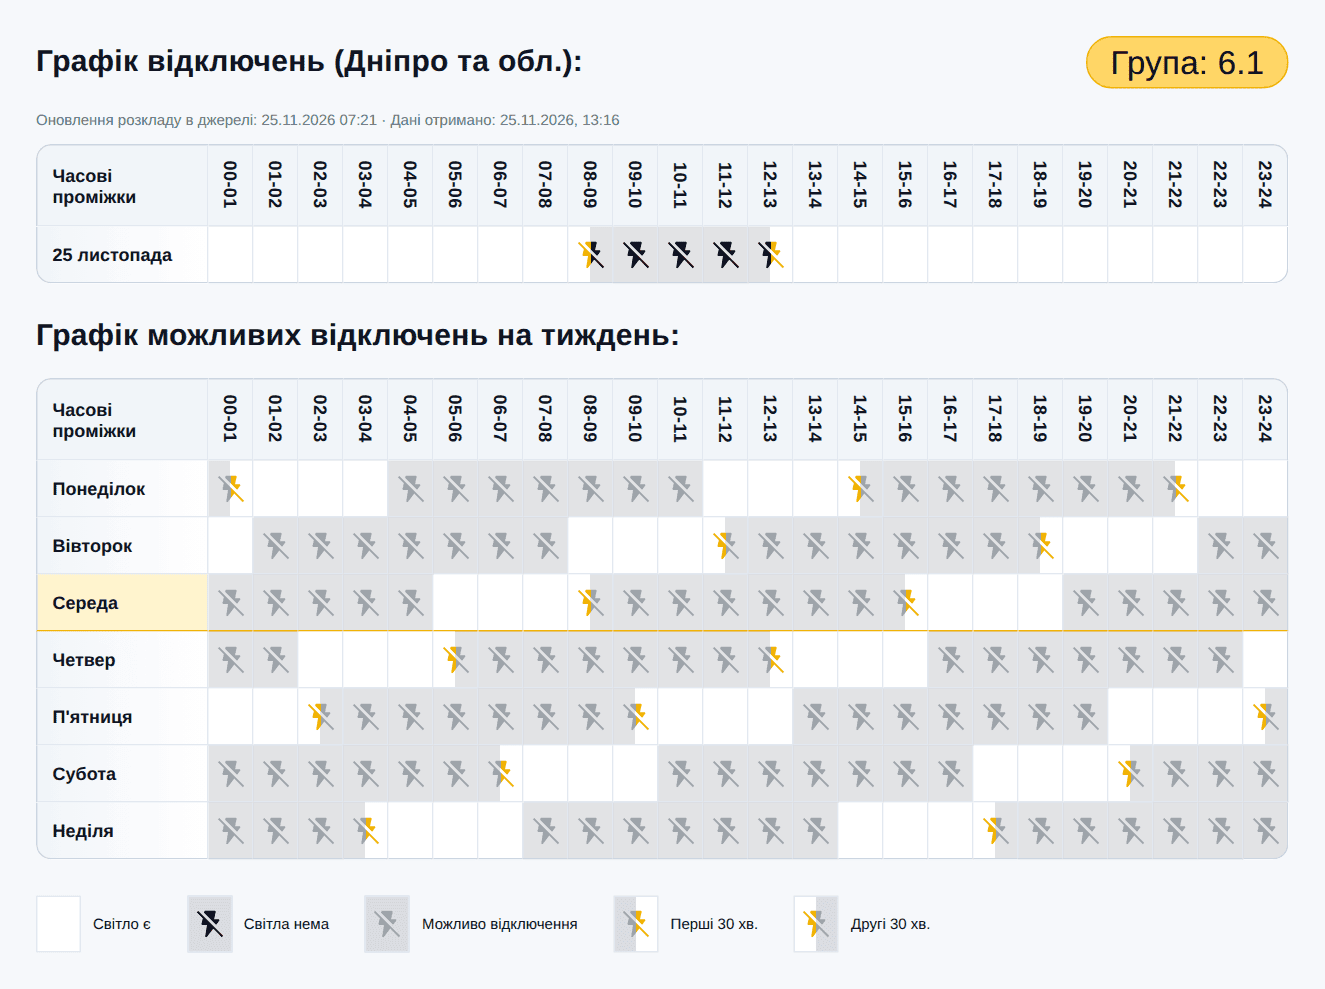 Графік відключень (Дніпро та обл.):
Група: 6.1
Оновлення розкладу в джерелі: 25.11.2026 07:21 · Дані отримано: 25.11.2026, 13:16
Часові
проміжки
00-01 01-02 02-03 03-04 04-05 05-06 06-07 07-08 08-09 09-10 10-11 11-12 12-13 13-14 14-15 15-16 16-17 17-18 18-19 19-20 20-21 21-22 22-23 23-24
25 листопада
Графік можливих відключень на тиждень:
Часові
проміжки
00-01 01-02 02-03 03-04 04-05 05-06 06-07 07-08 08-09 09-10 10-11 11-12 12-13 13-14 14-15 15-16 16-17 17-18 18-19 19-20 20-21 21-22 22-23 23-24
Понеділок
Вівторок
Середа
Четвер
П'ятниця
Субота
Неділя
Світло є
Світла нема
Можливо відключення
Перші 30 хв.
Другі 30 хв.